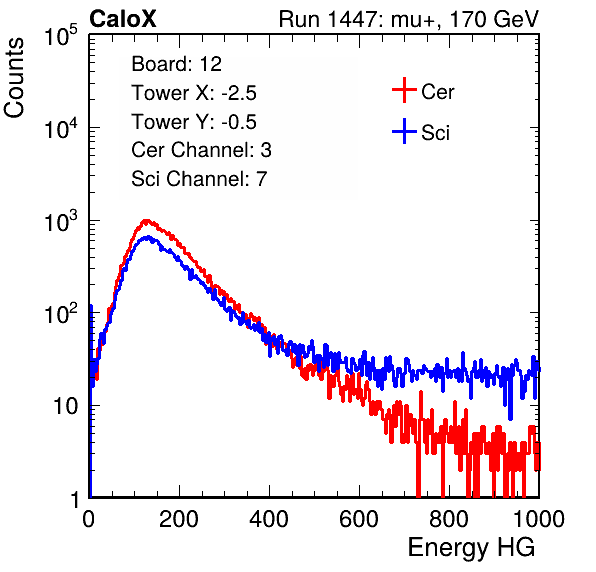 CaloX Run 1447: mu+, 170 GeV
Counts
Board: 12
Tower X: -2.5
Tower Y: -0.5
Cer Channel: 3
Sci Channel: 7
Cer
Sci
10^5
10^4
10^3
10^2
10
1
0 200 400 600 800 1000
Energy HG